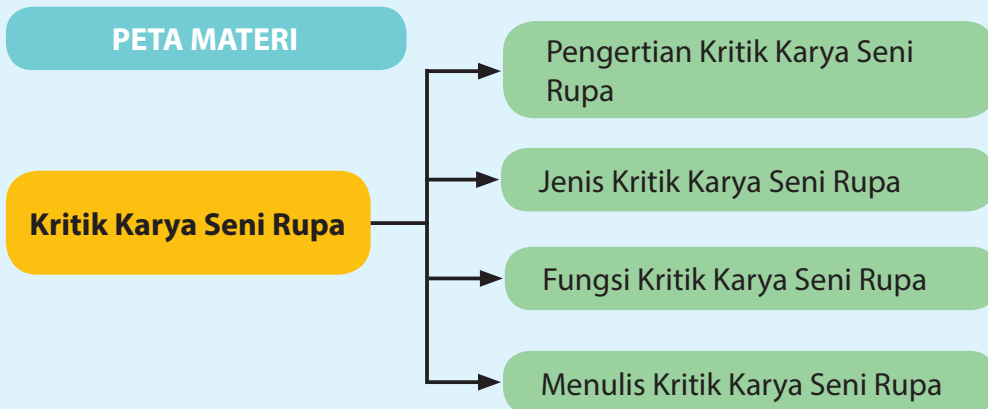 PETA MATERI
Pengertian Kritik Karya Seni
Rupa
Jenis Kritik Karya Seni Rupa
Kritik Karya Seni Rupa
Fungsi Kritik Karya Seni Rupa
Menulis Kritik Karya Seni Rupa